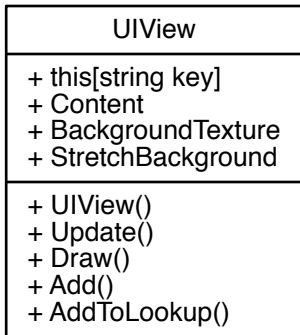 UIView
+ this[string key]
+ Content
+ BackgroundTexture
+ StretchBackground
+ UIView()
+ Update()
+ Draw()
+ Add()
+ AddToLookup()